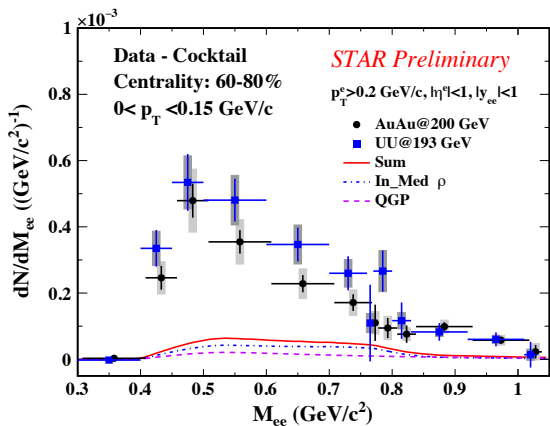 ×10⁻³
Data - Cocktail
Centrality: 60-80%
0< p_T <0.15 GeV/c
STAR Preliminary
p_T^e>0.2 GeV/c, |η^e|<1, |y_ee|<1
AuAu@200 GeV
UU@193 GeV
Sum
In_Med ρ
QGP
dN/dM_ee ((GeV/c²)⁻¹)
1
0.8
0.6
0.4
0.2
0
0.3 0.4 0.5 0.6 0.7 0.8 0.9 1
M_ee (GeV/c²)